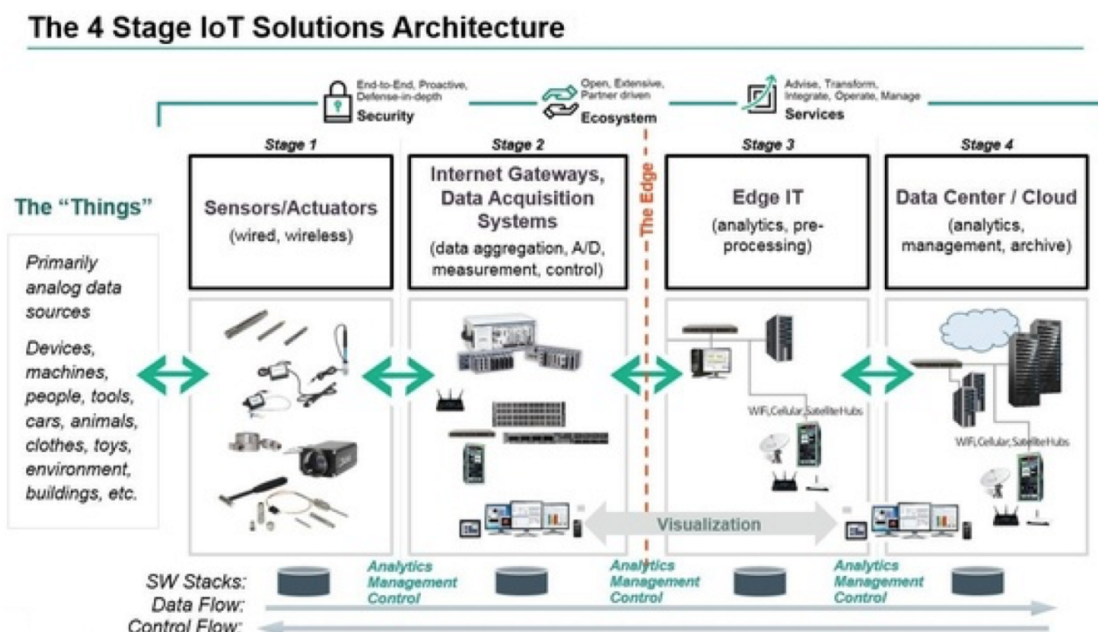 The 4 Stage IoT Solutions Architecture
End-to-End, Proactive,
Defense-in-depth
Security
Open, Extensive,
Partner driven
Ecosystem
Advise, Transform,
Integrate, Operate, Manage
Services
The "Things"
Primarily
analog data
sources
Devices,
machines,
people, tools,
cars, animals,
clothes, toys,
environment,
buildings, etc.
Stage 1
Sensors/Actuators
(wired, wireless)
Stage 2
Internet Gateways,
Data Acquisition
Systems
(data aggregation, A/D,
measurement, control)
The Edge
Stage 3
Edge IT
(analytics, pre-
processing)
WiFi, Cellular, Satellite Hubs
Stage 4
Data Center / Cloud
(analytics,
management, archive)
WiFi, Cellular, Satellite Hubs
Visualization
SW Stacks:
Analytics
Management
Control
Analytics
Management
Control
Analytics
Management
Control
Data Flow:
Control Flow: